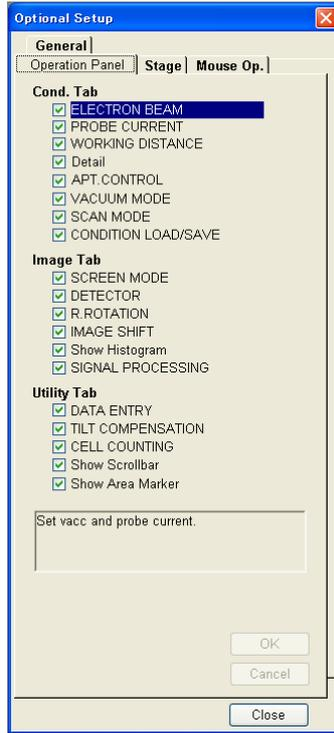 Optional Setup
General
Operation Panel Stage Mouse Op.
Cond. Tab
ELECTRON BEAM
PROBE CURRENT
WORKING DISTANCE
Detail
APT.CONTROL
VACUUM MODE
SCAN MODE
CONDITION LOAD/SAVE
Image Tab
SCREEN MODE
DETECTOR
R.ROTATION
IMAGE SHIFT
Show Histogram
SIGNAL PROCESSING
Utility Tab
DATA ENTRY
TILT COMPENSATION
CELL COUNTING
Show Scrollbar
Show Area Marker
Set vacc and probe current.
OK
Cancel
Close